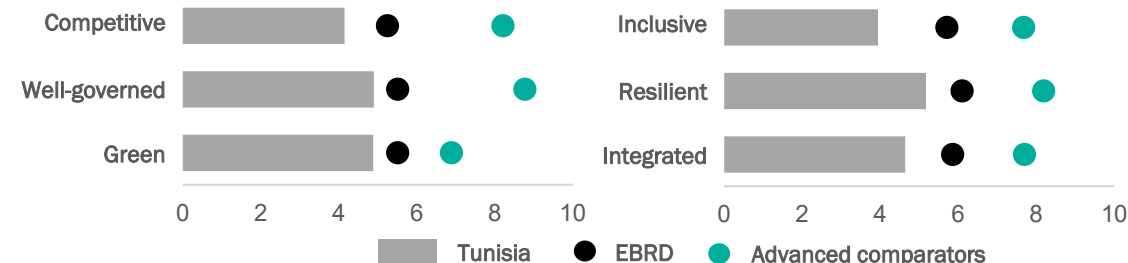 Competitive
Well-governed
Green
0 2 4 6 8 10
Inclusive
Resilient
Integrated
0 2 4 6 8 10
Tunisia EBRD Advanced comparators